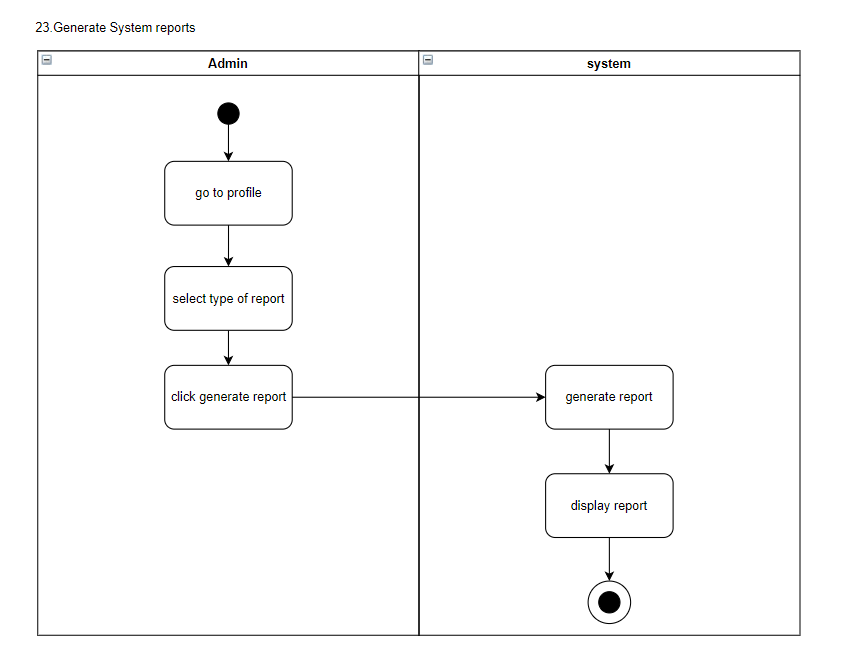 23.Generate System reports
Admin
system
go to profile
select type of report
click generate report
generate report
display report